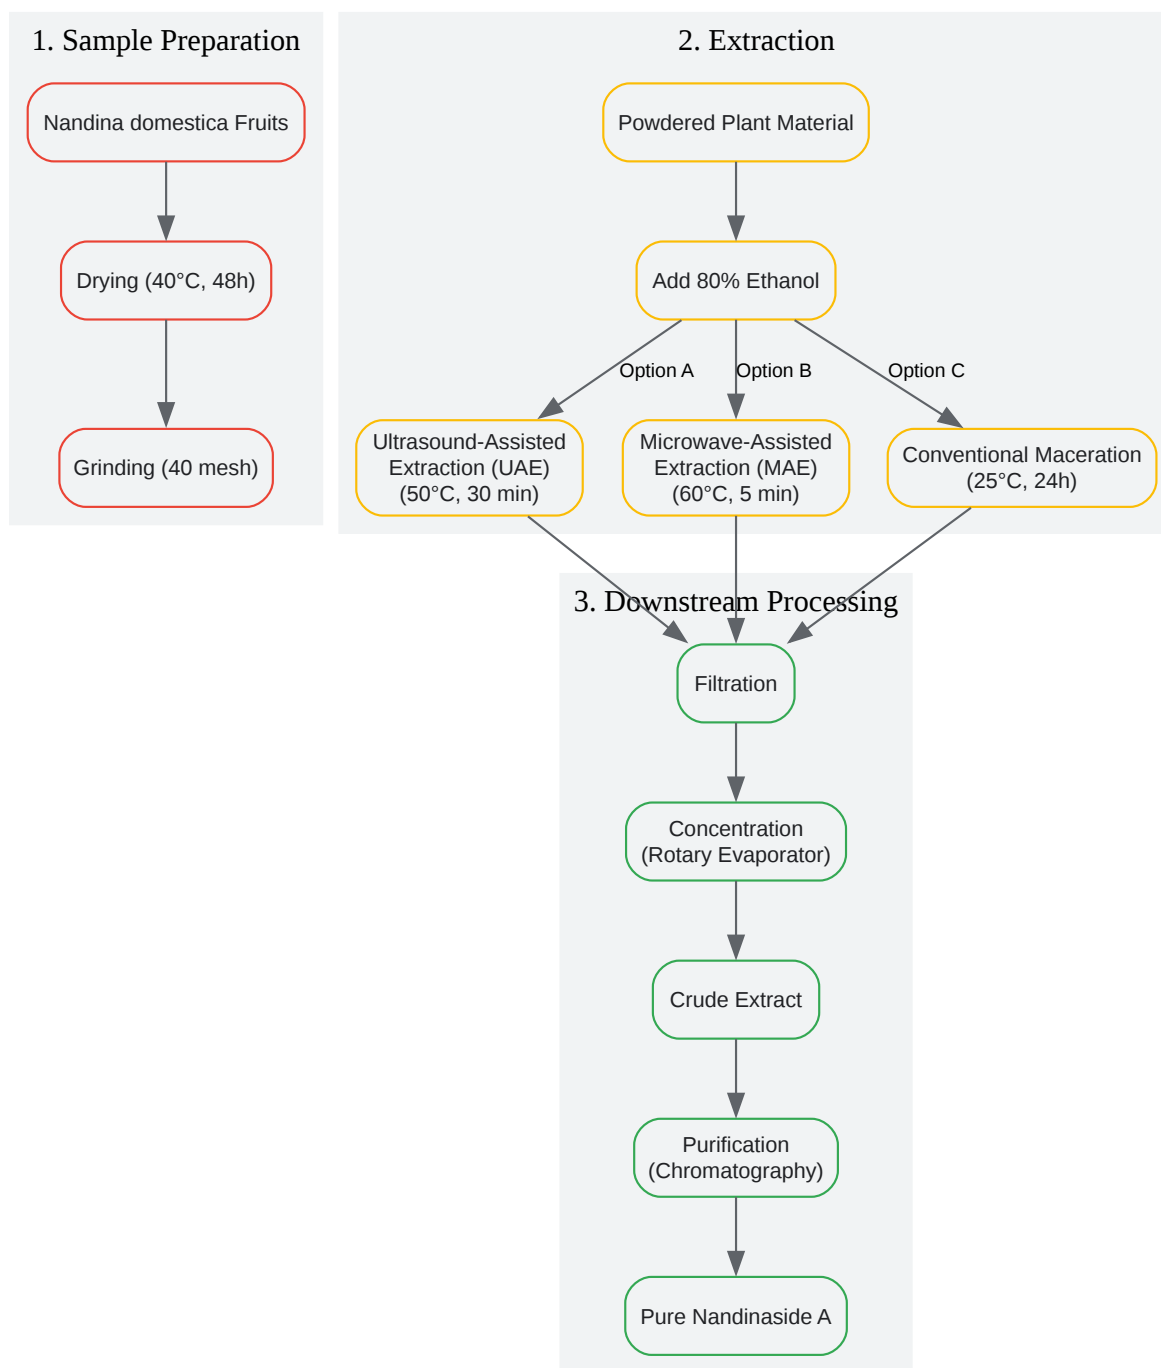 1. Sample Preparation
Nandina domestica Fruits
Drying (40°C, 48h)
Grinding (40 mesh)
2. Extraction
Powdered Plant Material
Add 80% Ethanol
Option A
Option B
Option C
Ultrasound-Assisted
Extraction (UAE)
(50°C, 30 min)
Microwave-Assisted
Extraction (MAE)
(60°C, 5 min)
Conventional Maceration
(25°C, 24h)
3. Downstream Processing
Filtration
Concentration
(Rotary Evaporator)
Crude Extract
Purification
(Chromatography)
Pure Nandinaside A